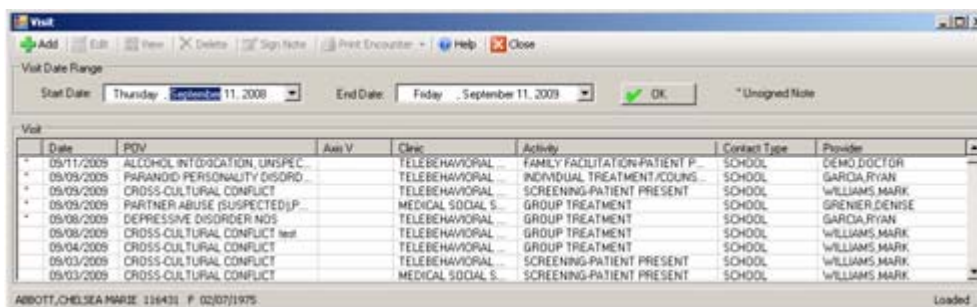 Visit
Add Edit View Delete Sign Note Print Encounter Help Close
Visit Date Range
Start Date: Thursday , September 11, 2008 End Date: Friday , September 11, 2009 OK * Unsigned Note
Visit
Date POV Axis V Clinic Activity Contact Type Provider
* 09/11/2009 ALCOHOL INTOXICATION, UNSPEC... TELEBEHAVIORAL ... FAMILY FACILITATION-PATIENT P... SCHOOL DEMO,DOCTOR
* 09/09/2009 PARANOID PERSONALITY DISORD... TELEBEHAVIORAL ... INDIVIDUAL TREATMENT/COUNS... SCHOOL GARCIA,RYAN
* 09/09/2009 CROSS-CULTURAL CONFLICT TELEBEHAVIORAL ... SCREENING-PATIENT PRESENT SCHOOL WILLIAMS,MARK
* 09/09/2009 PARTNER ABUSE (SUSPECTED),P... MEDICAL SOCIAL S... GROUP TREATMENT SCHOOL GRENIER,DENISE
* 09/08/2009 DEPRESSIVE DISORDER NOS TELEBEHAVIORAL ... GROUP TREATMENT SCHOOL GARCIA,RYAN
09/08/2009 CROSS-CULTURAL CONFLICT test TELEBEHAVIORAL ... GROUP TREATMENT SCHOOL WILLIAMS,MARK
09/04/2009 CROSS-CULTURAL CONFLICT TELEBEHAVIORAL ... GROUP TREATMENT SCHOOL WILLIAMS,MARK
09/03/2009 CROSS-CULTURAL CONFLICT TELEBEHAVIORAL ... SCREENING-PATIENT PRESENT SCHOOL WILLIAMS,MARK
09/03/2009 CROSS-CULTURAL CONFLICT MEDICAL SOCIAL S... SCREENING-PATIENT PRESENT SCHOOL WILLIAMS,MARK
ABBOTT,CHELSEA MARIE 116431 F 02/07/1975 Loaded